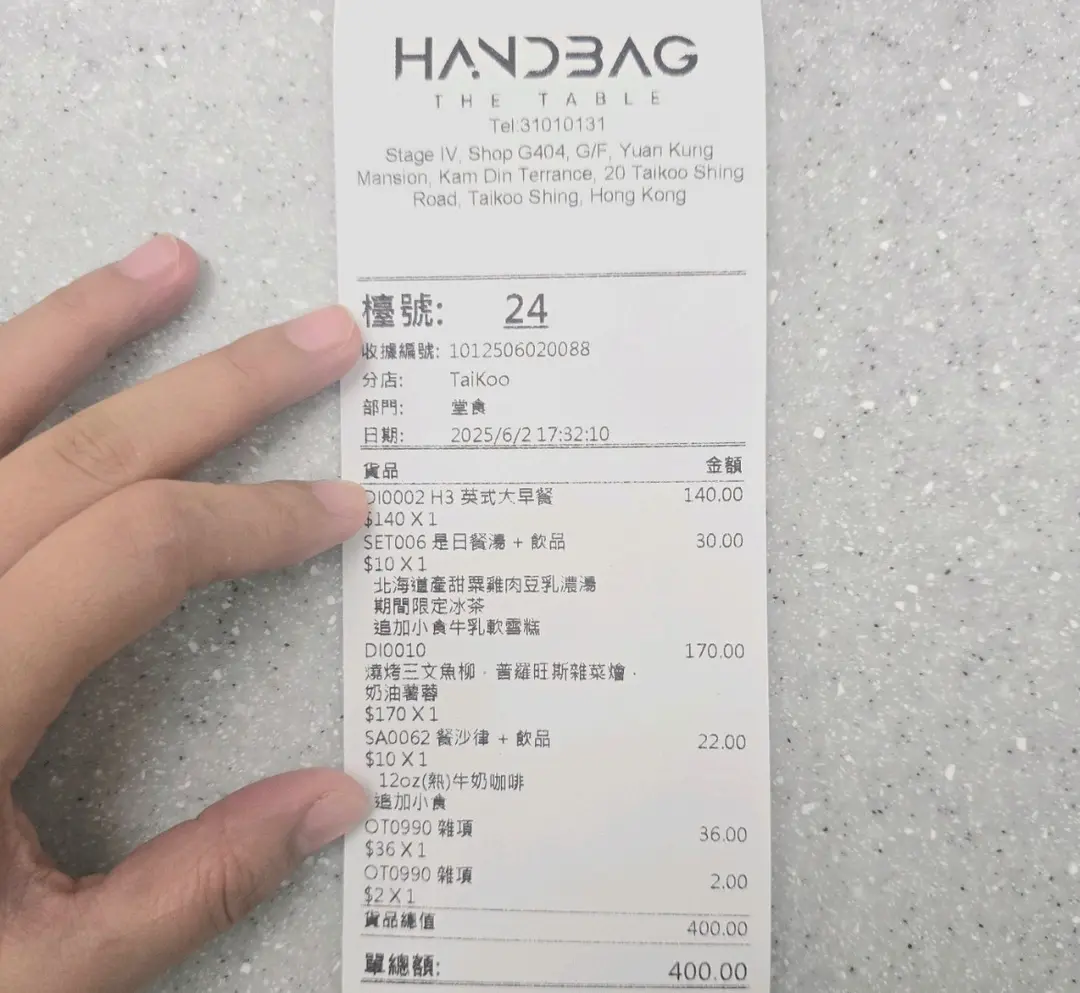 HANDBAG
THE TABLE
Tel:31010131
Stage IV, Shop G404, G/F, Yuan Kung
Mansion, Kam Din Terrance, 20 Taikoo Shing
Road, Taikoo Shing, Hong Kong
檯號: 24
收據編號: 1012506020088
分店: TaiKoo
部門: 堂食
日期: 2025/6/2 17:32:10
貨品 金額
DI0002 H3 英式大早餐 140.00
$140 X 1
SET006 是日餐湯 + 飲品 30.00
$10 X 1
北海道產甜粟雞肉豆乳濃湯
期間限定冰茶
追加小食牛乳軟雪糕
DI0010 170.00
燒烤三文魚柳﹐普羅旺斯雜菜燴﹐
奶油薯蓉
$170 X 1
SA0062 餐沙律 + 飲品 22.00
$10 X 1
12oz(熱)牛奶咖啡
追加小食
OT0990 雜項 36.00
$36 X 1
OT0990 雜項 2.00
$2 X 1
貨品總值 400.00
單總額: 400.00